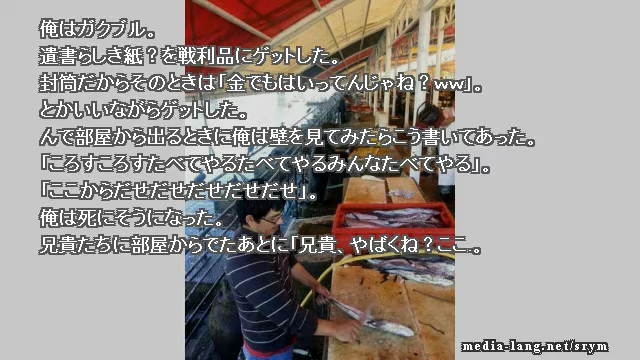 俺はガクブル。
遺書らしき紙？を戦利品にゲットした。
封筒だからそのときは「金でもはいってんじゃね？ww」。
とかいいながらゲットした。
んで部屋から出るときに俺は壁を見てみたらこう書いてあった。
「ころすころすたべてやるたべてやるみんなたべてやる」。
「ここからだせだせだせだせだせ」。
俺は死にそうになった。
兄貴たちに部屋からでたあとに「兄貴、やばくね？ここ.。
media-lang.net/srym